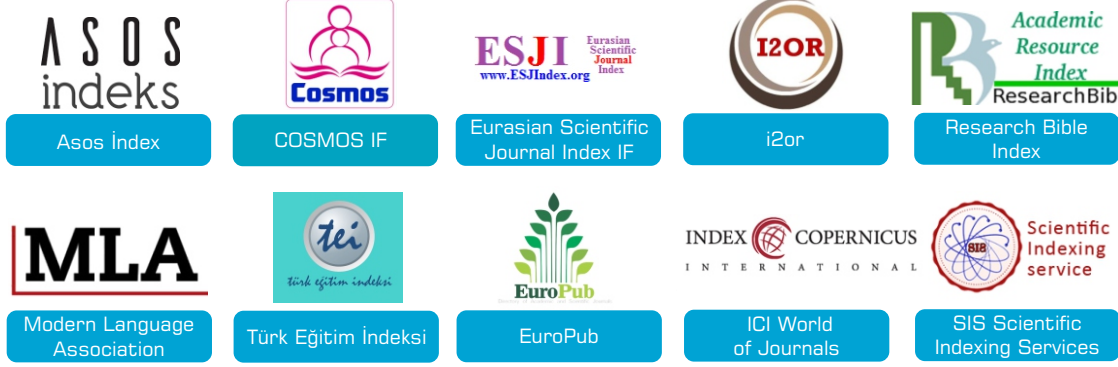 ASOS
indeks
Cosmos
ESJI
Eurasian
Scientific
Journal
Index
www.ESJIndex.org
I2OR
Academic
Resource
Index
ResearchBib
Asos İndex
COSMOS IF
Eurasian Scientific
Journal Index IF
i2or
Research Bible
Index
MLA
tei
türk eğitim indeksi
EuroPub
INDEX COPERNICUS
INTERNATIONAL
SIS
Scientific
Indexing
service
Modern Language
Association
Türk Eğitim İndeksi
EuroPub
ICI World
of Journals
SIS Scientific
Indexing Services